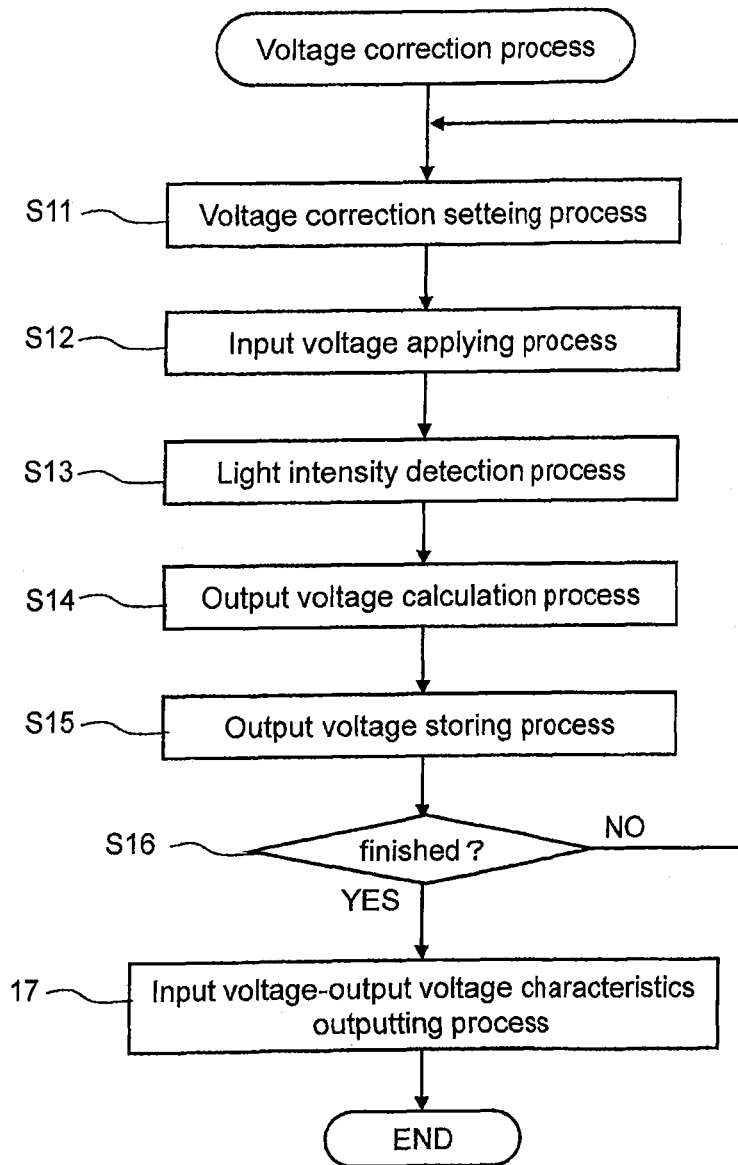 Voltage correction process
S11
Voltage correction setteing process
S12
Input voltage applying process
S13
Light intensity detection process
S14
Output voltage calculation process
S15
Output voltage storing process
S16
finished ?
NO
YES
17
Input voltage-output voltage characteristics
outputting process
END